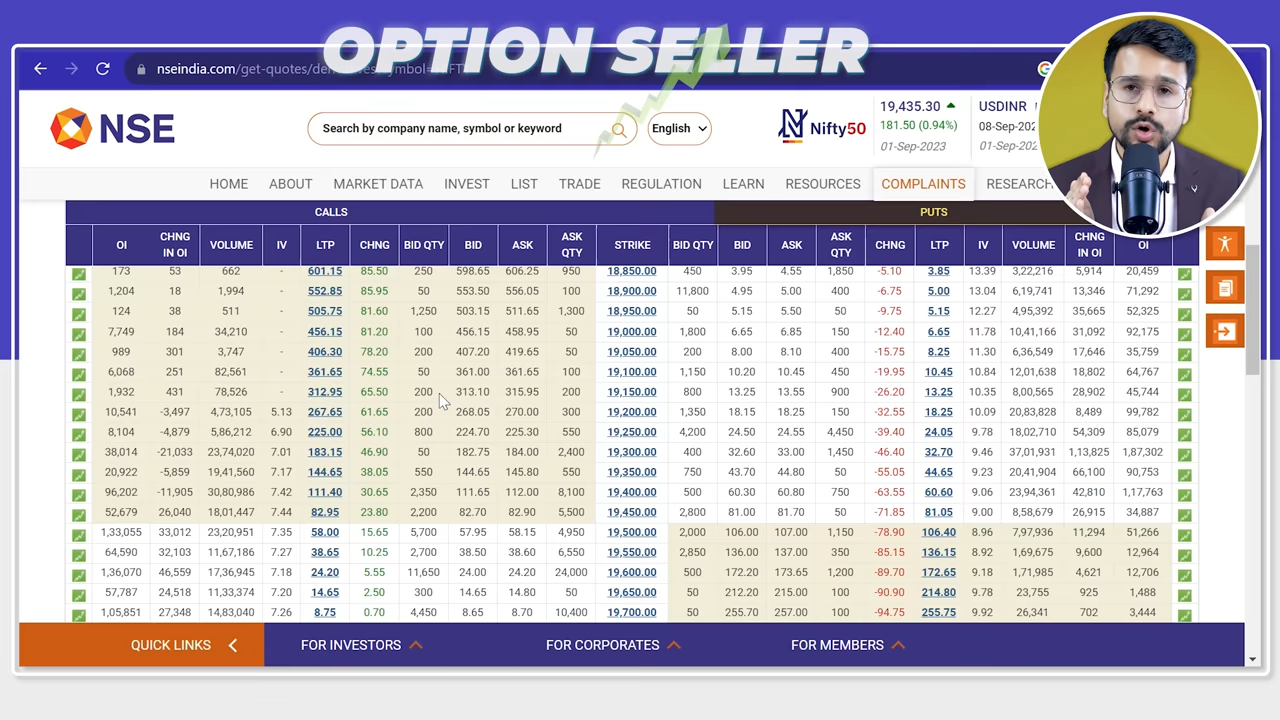 OPTION SELLER
nseindia.com/get-quotes/de
NSE
Search by company name, symbol or keyword
English
Nifty50
19,435.30
181.50 (0.94%)
01-Sep-2023
USDINR
08-Sep-202
01-Sep-202
HOME ABOUT MARKET DATA INVEST LIST TRADE REGULATION LEARN RESOURCES COMPLAINTS RESEARCH
CALLS PUTS
OI CHNG IN OI VOLUME IV LTP CHNG BID QTY BID ASK ASK QTY STRIKE BID QTY BID ASK ASK QTY CHNG LTP IV VOLUME CHNG IN OI OI
173 53 662 - 601.15 85.50 250 598.65 606.25 950 18,850.00 450 3.95 4.55 1,850 -5.10 3.85 13.39 3,22,216 5,914 20,459
1,204 18 1,994 - 552.85 85.95 50 553.50 556.05 100 18,900.00 11,800 4.95 5.00 400 -6.75 5.00 13.04 6,19,741 13,346 71,292
124 38 511 - 505.75 81.60 1,250 503.15 511.65 1,300 18,950.00 50 5.15 5.50 50 -9.75 5.15 12.27 4,95,392 35,665 52,325
7,749 184 34,210 - 456.15 81.20 100 456.15 458.95 50 19,000.00 1,800 6.65 6.85 150 -12.40 6.65 11.78 10,41,166 31,092 92,175
989 301 3,747 - 406.30 78.20 200 407.20 419.65 50 19,050.00 200 8.00 8.10 400 -15.75 8.25 11.30 6,36,549 17,646 35,759
6,068 251 82,561 - 361.65 74.55 50 361.00 361.65 100 19,100.00 1,150 10.20 10.45 450 -19.95 10.45 10.84 12,01,638 18,802 64,767
1,932 431 78,526 - 312.95 65.50 200 313.10 315.95 200 19,150.00 800 13.25 13.55 900 -26.20 13.25 10.35 8,00,565 28,902 45,744
10,541 -3,497 4,73,105 5.13 267.65 61.65 200 268.05 270.00 300 19,200.00 1,350 18.15 18.25 150 -32.55 18.25 10.09 20,83,828 8,489 99,782
8,104 -4,879 5,86,212 6.90 225.00 56.10 800 224.70 225.30 550 19,250.00 4,200 24.50 24.55 4,450 -39.40 24.05 9.78 18,02,710 54,309 85,079
38,014 -21,033 23,74,020 7.01 183.15 46.90 50 182.75 184.00 2,400 19,300.00 400 32.60 33.00 1,450 -46.40 32.70 9.46 37,01,931 1,13,825 1,87,302
20,922 -5,859 19,41,560 7.17 144.65 38.05 550 144.65 145.80 550 19,350.00 750 43.70 44.80 50 -55.05 44.65 9.23 20,41,904 66,100 90,753
96,202 -11,905 30,80,986 7.42 111.40 30.65 2,350 111.65 112.00 8,100 19,400.00 500 60.30 60.80 750 -63.55 60.60 9.06 23,94,361 42,810 1,17,763
52,679 26,040 18,01,447 7.44 82.95 23.80 2,200 82.70 82.90 5,500 19,450.00 2,800 81.00 81.70 50 -71.85 81.05 9.00 8,58,679 26,915 34,887
1,33,055 33,012 23,20,951 7.35 58.00 15.65 5,700 57.95 58.15 4,950 19,500.00 2,000 106.00 107.00 1,150 -78.90 106.40 8.96 7,97,936 11,294 51,266
64,590 32,103 11,67,186 7.27 38.65 10.25 2,700 38.50 38.60 6,550 19,550.00 2,850 136.00 137.00 350 -85.15 136.15 8.92 1,69,675 9,600 12,964
1,36,070 46,559 17,36,945 7.18 24.20 5.55 11,650 24.00 24.20 24,000 19,600.00 500 172.20 173.65 1,200 -89.70 172.65 9.18 1,71,985 4,621 12,706
57,787 24,518 11,33,374 7.20 14.65 2.50 300 14.65 14.80 50 19,650.00 50 212.20 215.00 100 -90.90 214.80 9.78 23,755 925 1,488
1,05,851 27,348 14,83,040 7.26 8.75 0.70 4,450 8.65 8.70 10,400 19,700.00 50 255.70 257.00 100 -94.75 255.75 9.92 26,341 702 3,444
QUICK LINKS FOR INVESTORS FOR CORPORATES FOR MEMBERS